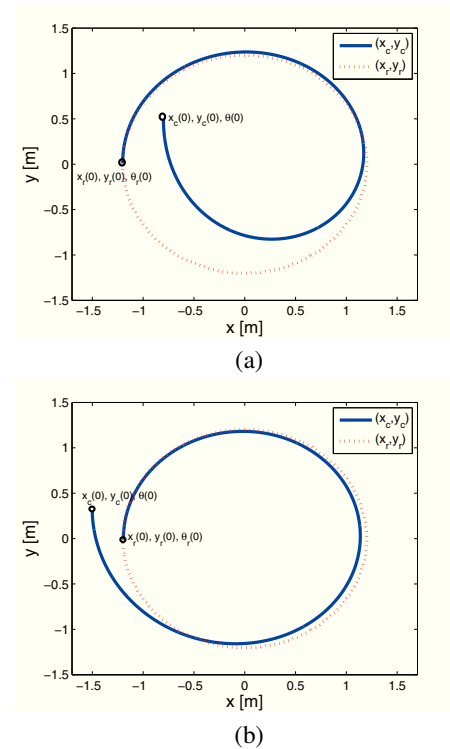 1.5
1
0.5
0
−0.5
−1
−1.5
y [m]
(x_c,y_c)
(x_r,y_r)
x_c(0), y_c(0), θ(0)
x_r(0), y_r(0), θ_r(0)
−1.5 −1 −0.5 0 0.5 1 1.5
x [m]
(a)
1.5
1
0.5
0
−0.5
−1
−1.5
y [m]
(x_c,y_c)
(x_r,y_r)
x_c(0), y_c(0), θ(0)
x_r(0), y_r(0), θ_r(0)
−1.5 −1 −0.5 0 0.5 1 1.5
x [m]
(b)